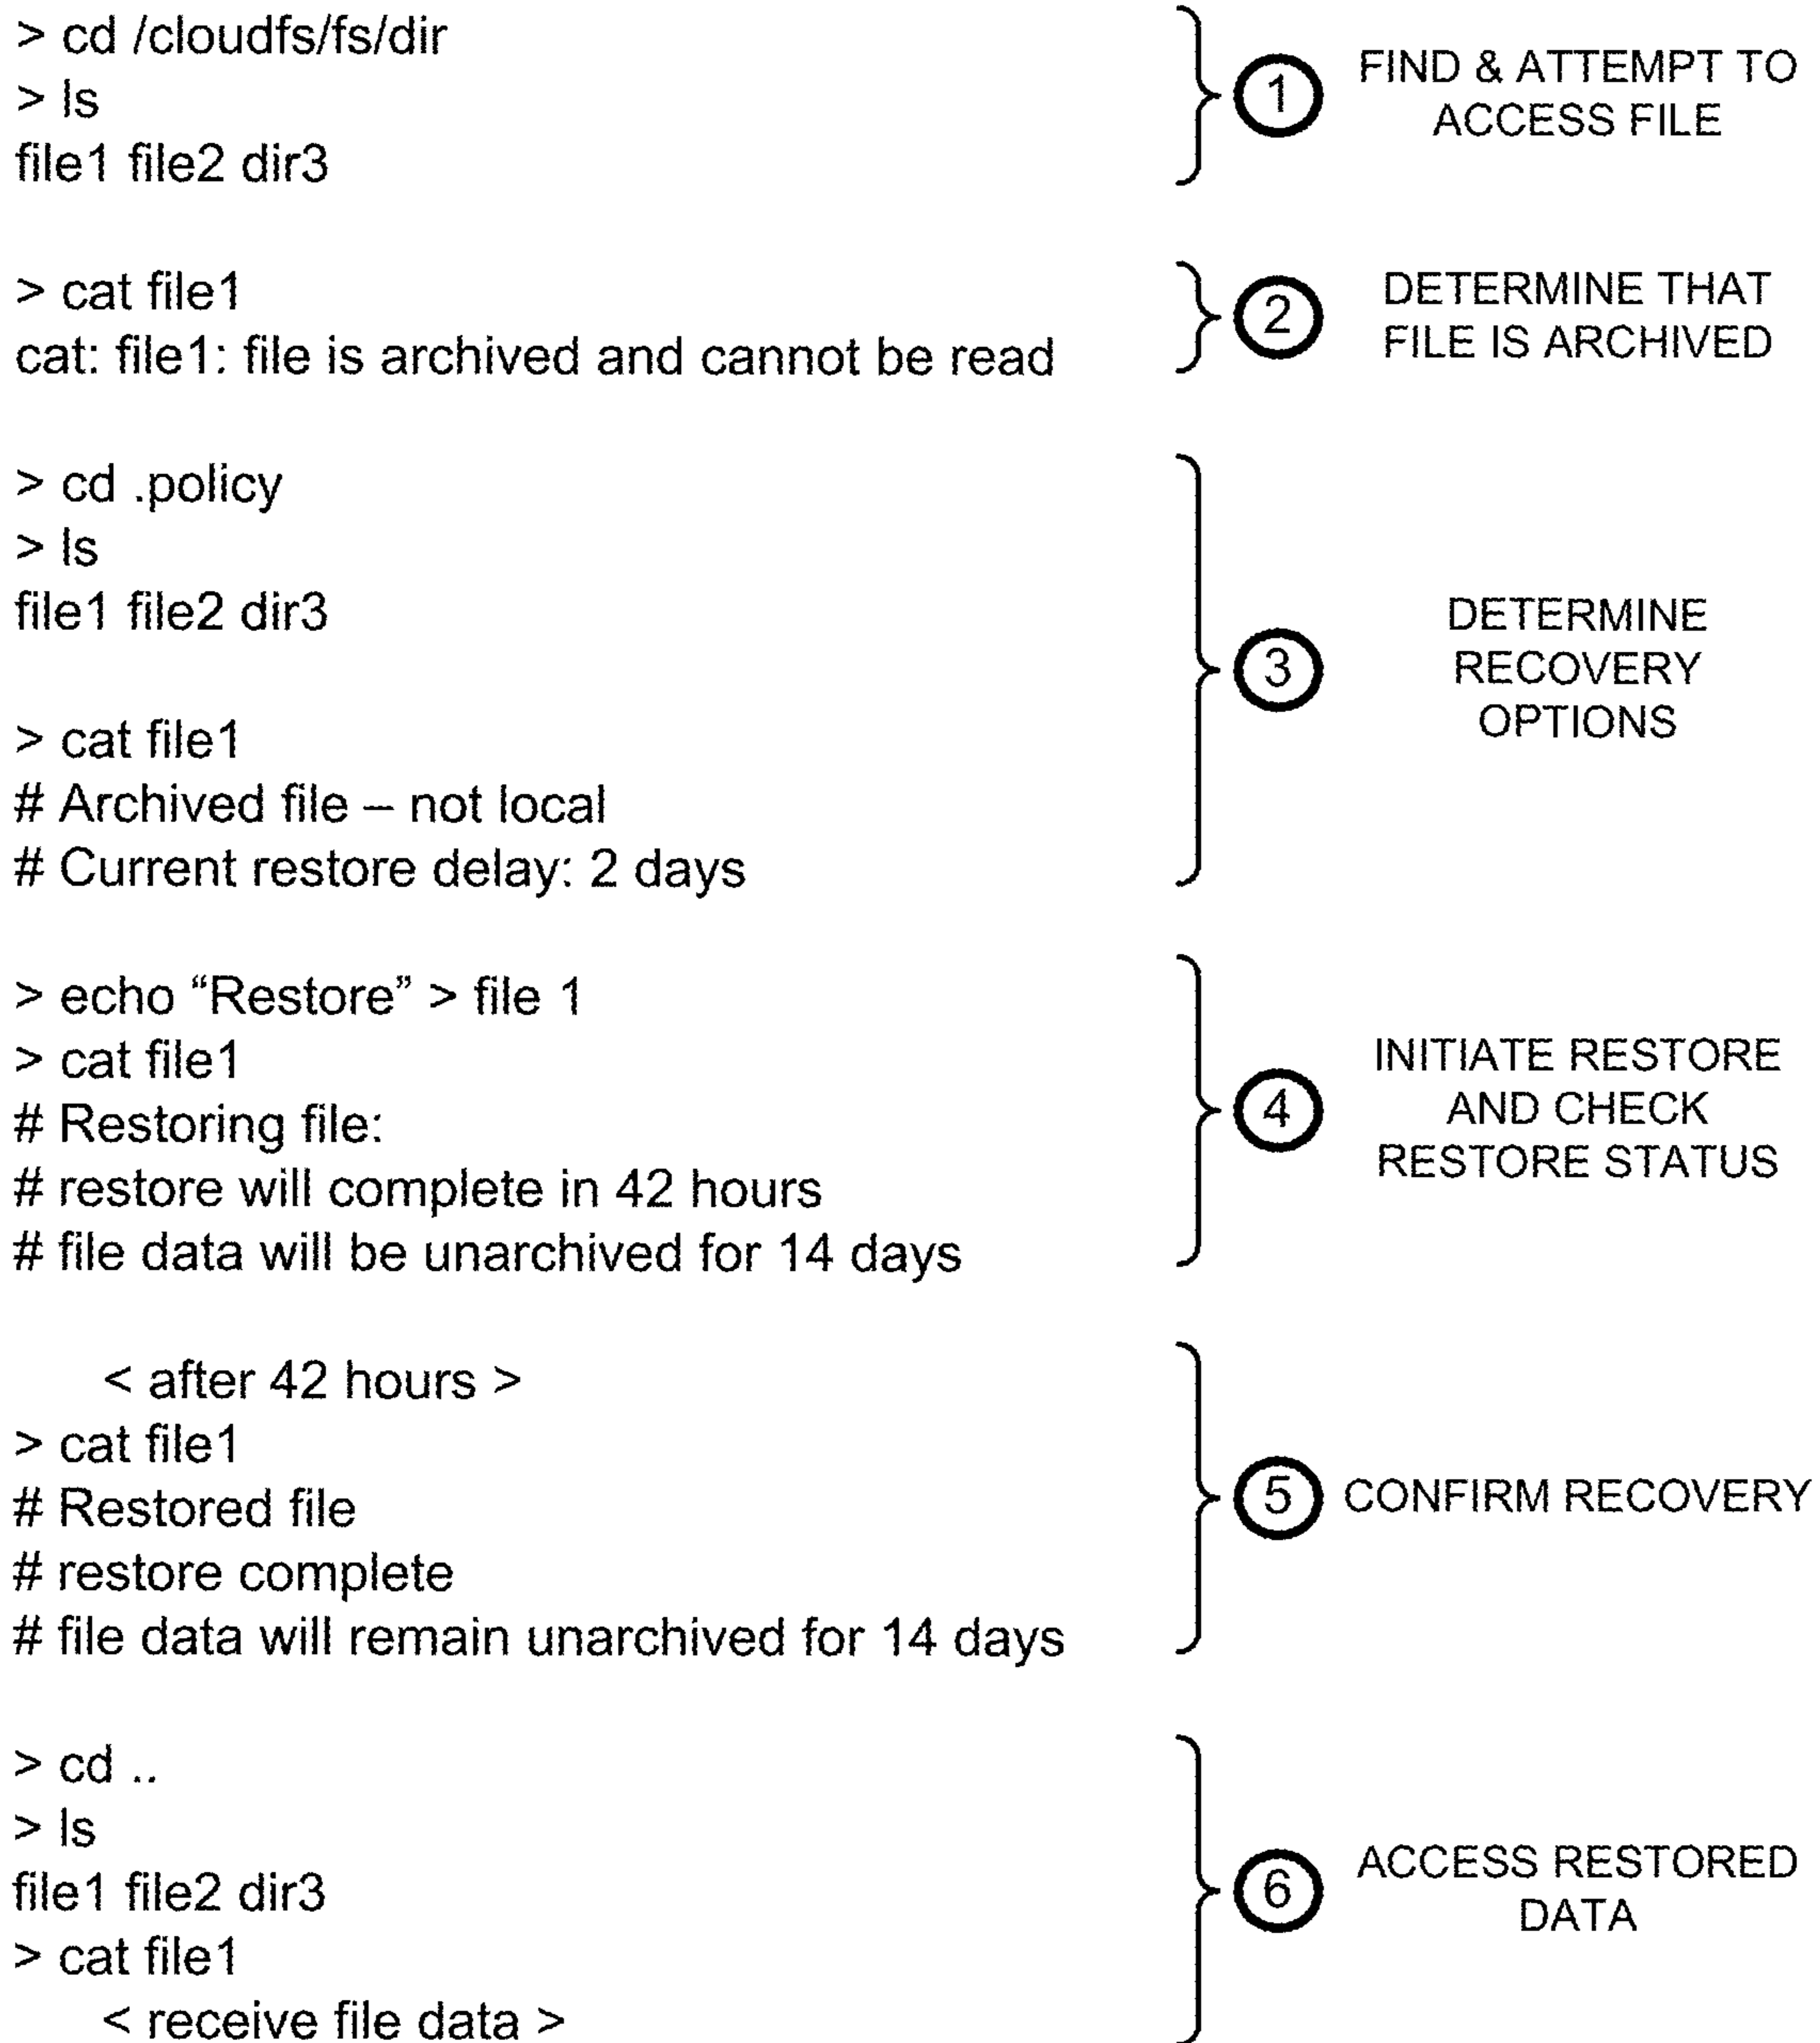 > cd /cloudfs/fs/dir
> ls
file1 file2 dir3
1
FIND & ATTEMPT TO
ACCESS FILE
> cat file1
cat: file1: file is archived and cannot be read
2
DETERMINE THAT
FILE IS ARCHIVED
> cd .policy
> ls
file1 file2 dir3
> cat file1
# Archived file – not local
# Current restore delay: 2 days
3
DETERMINE
RECOVERY
OPTIONS
> echo “Restore” > file 1
> cat file1
# Restoring file:
# restore will complete in 42 hours
# file data will be unarchived for 14 days
4
INITIATE RESTORE
AND CHECK
RESTORE STATUS
< after 42 hours >
> cat file1
# Restored file
# restore complete
# file data will remain unarchived for 14 days
5
CONFIRM RECOVERY
> cd ..
> ls
file1 file2 dir3
> cat file1
< receive file data >
6
ACCESS RESTORED
DATA